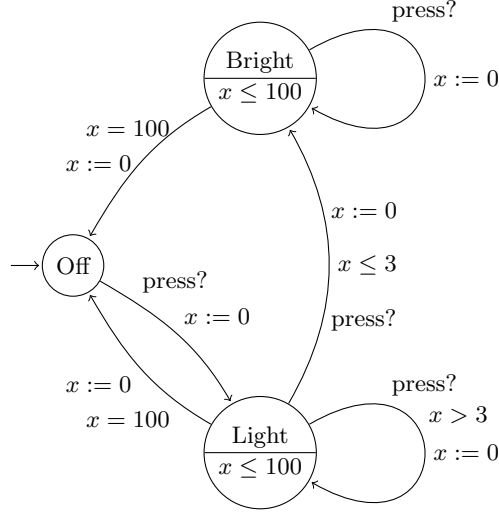 press?
Bright
x ≤ 100
x := 0
x = 100
x := 0
x := 0
Off
x ≤ 3
press?
x := 0
press?
x := 0
x = 100
press?
x > 3
Light
x ≤ 100
x := 0